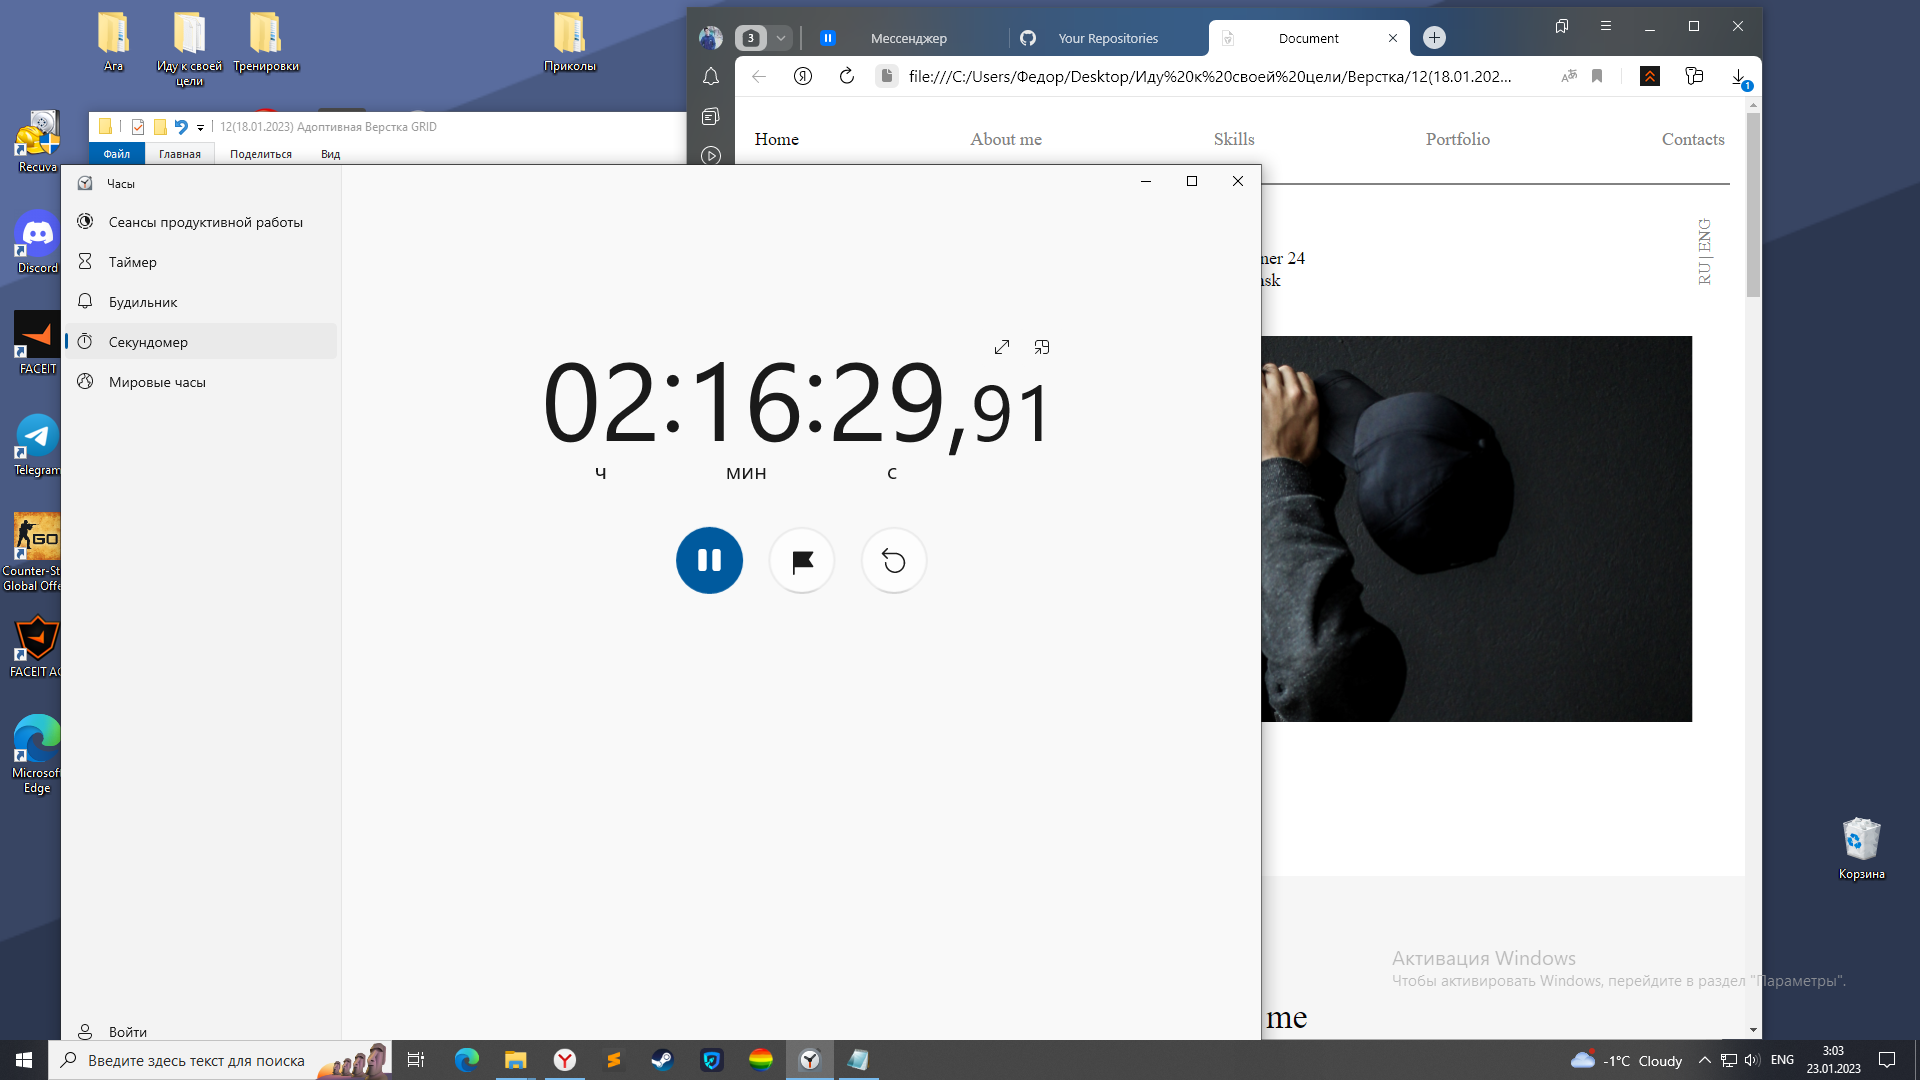 Ага
Иду к своей
цели
Тренировки
Приколы
3
Мессенджер
Your Repositories
Document
file:///C:/Users/Федор/Desktop/Иду%20к%20своей%20цели/Верстка/12(18.01.202...
1
12(18.01.2023) Адоптивная Верстка GRID
Файл
Главная
Поделиться
Вид
Home
About me
Skills
Portfolio
Contacts
RU | ENG
ner 24
ask
me
Recuva
Discord
FACEIT
Telegram
GO
Counter-St
Global Offe
FACEIT AC
Microsof
Edge
Часы
Сеансы продуктивной работы
Таймер
Будильник
Секундомер
Мировые часы
02:16:29,91
ч
мин
с
Войти
Корзина
Активация Windows
Чтобы активировать Windows, перейдите в раздел "Параметры".
Введите здесь текст для поиска
-1°C Cloudy
ENG
3:03
23.01.2023